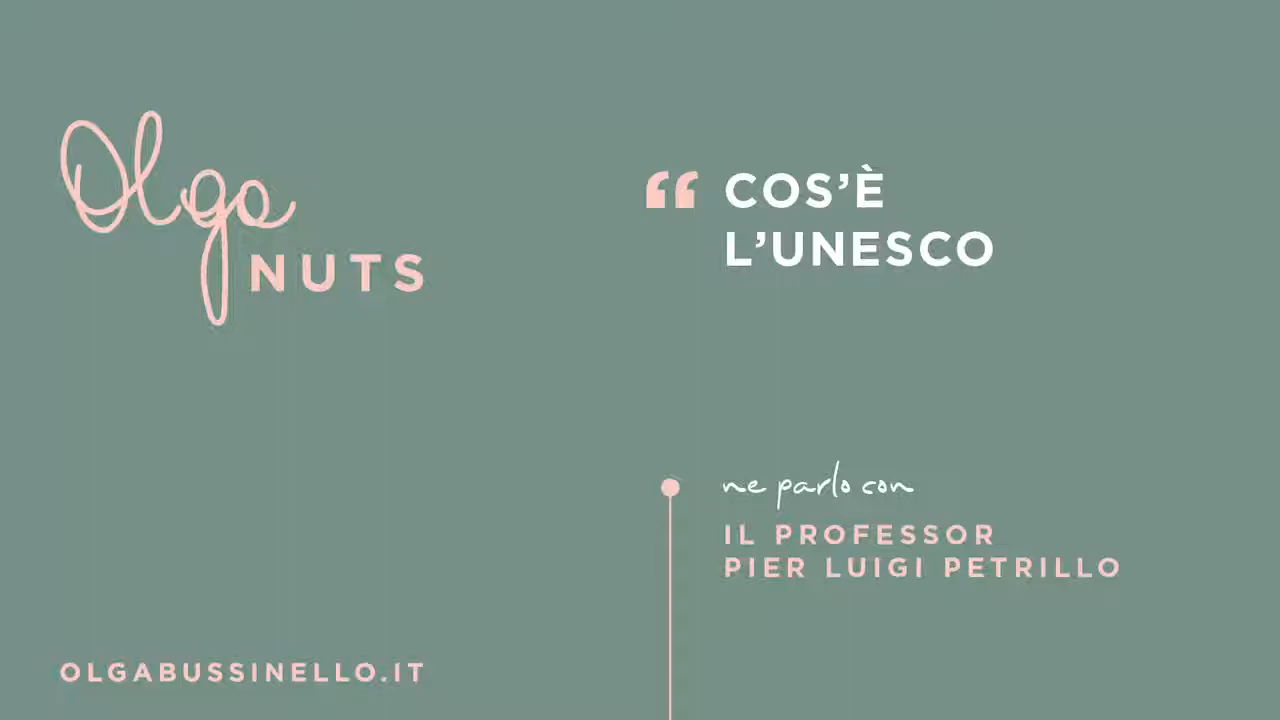 Olga
NUTS
“ COS’È
L’UNESCO
ne parlo con
IL PROFESSOR
PIER LUIGI PETRILLO
OLGABUSSINELLO.IT